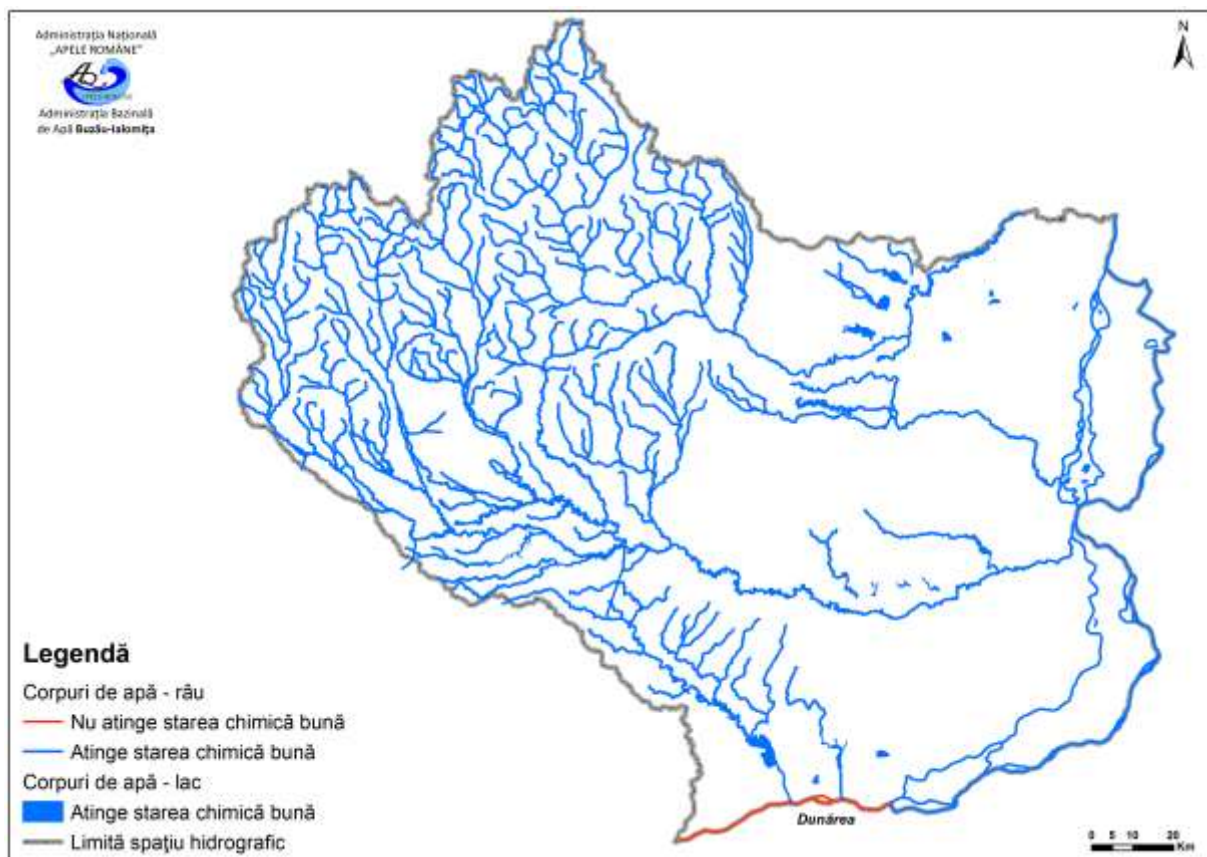 Administrația Națională
„APELE ROMÂNE”
Administrația Bazinală
de Apă Buzău-Ialomița
N
Legendă
Corpuri de apă - râu
Nu atinge starea chimică bună
Atinge starea chimică bună
Corpuri de apă - lac
Atinge starea chimică bună
Limită spațiu hidrografic
Dunărea
0 5 10 20
Km